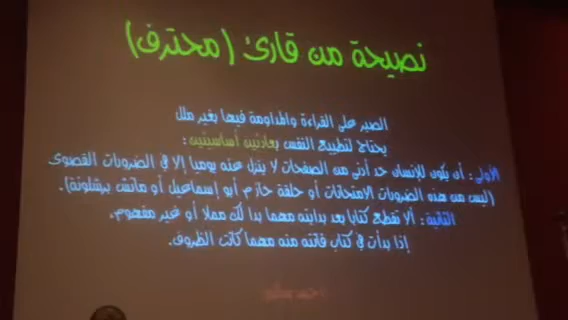 نصيحة من قارئ (محترف)
الصبر على القراءة والمداومة فيها بغير ملل
يحتاج لتطبيع النفس بعادتين أساسيتين :
الأولى : أن يكون للإنسان حد أدنى من الصفحات لا ينزل عنه يوميا إلا في الضرورات القصوى
(ليس من هذه الضرورات الامتحانات أو حلقة حازم أبو إسماعيل أو ماتش برشلونة).
الثانية : ألا تقطع كتابا بعد بدايته مهما بدا لك مملا أو غير مفهوم.
إذا بدأت في كتاب فانته منه مهما كانت الظروف.